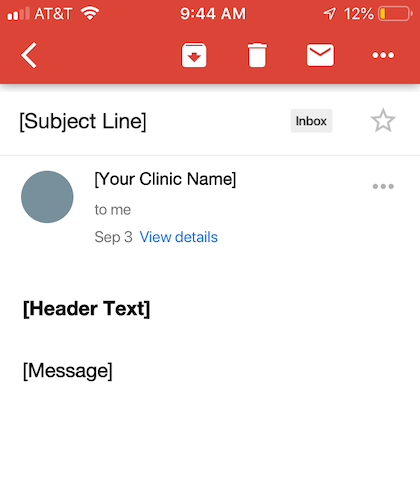 AT&T 9:44 AM 12%
[Subject Line] Inbox
[Your Clinic Name]
to me
Sep 3 View details
[Header Text]
[Message]